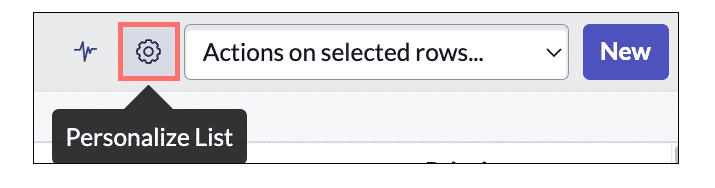 Actions on selected rows...
New
Personalize List